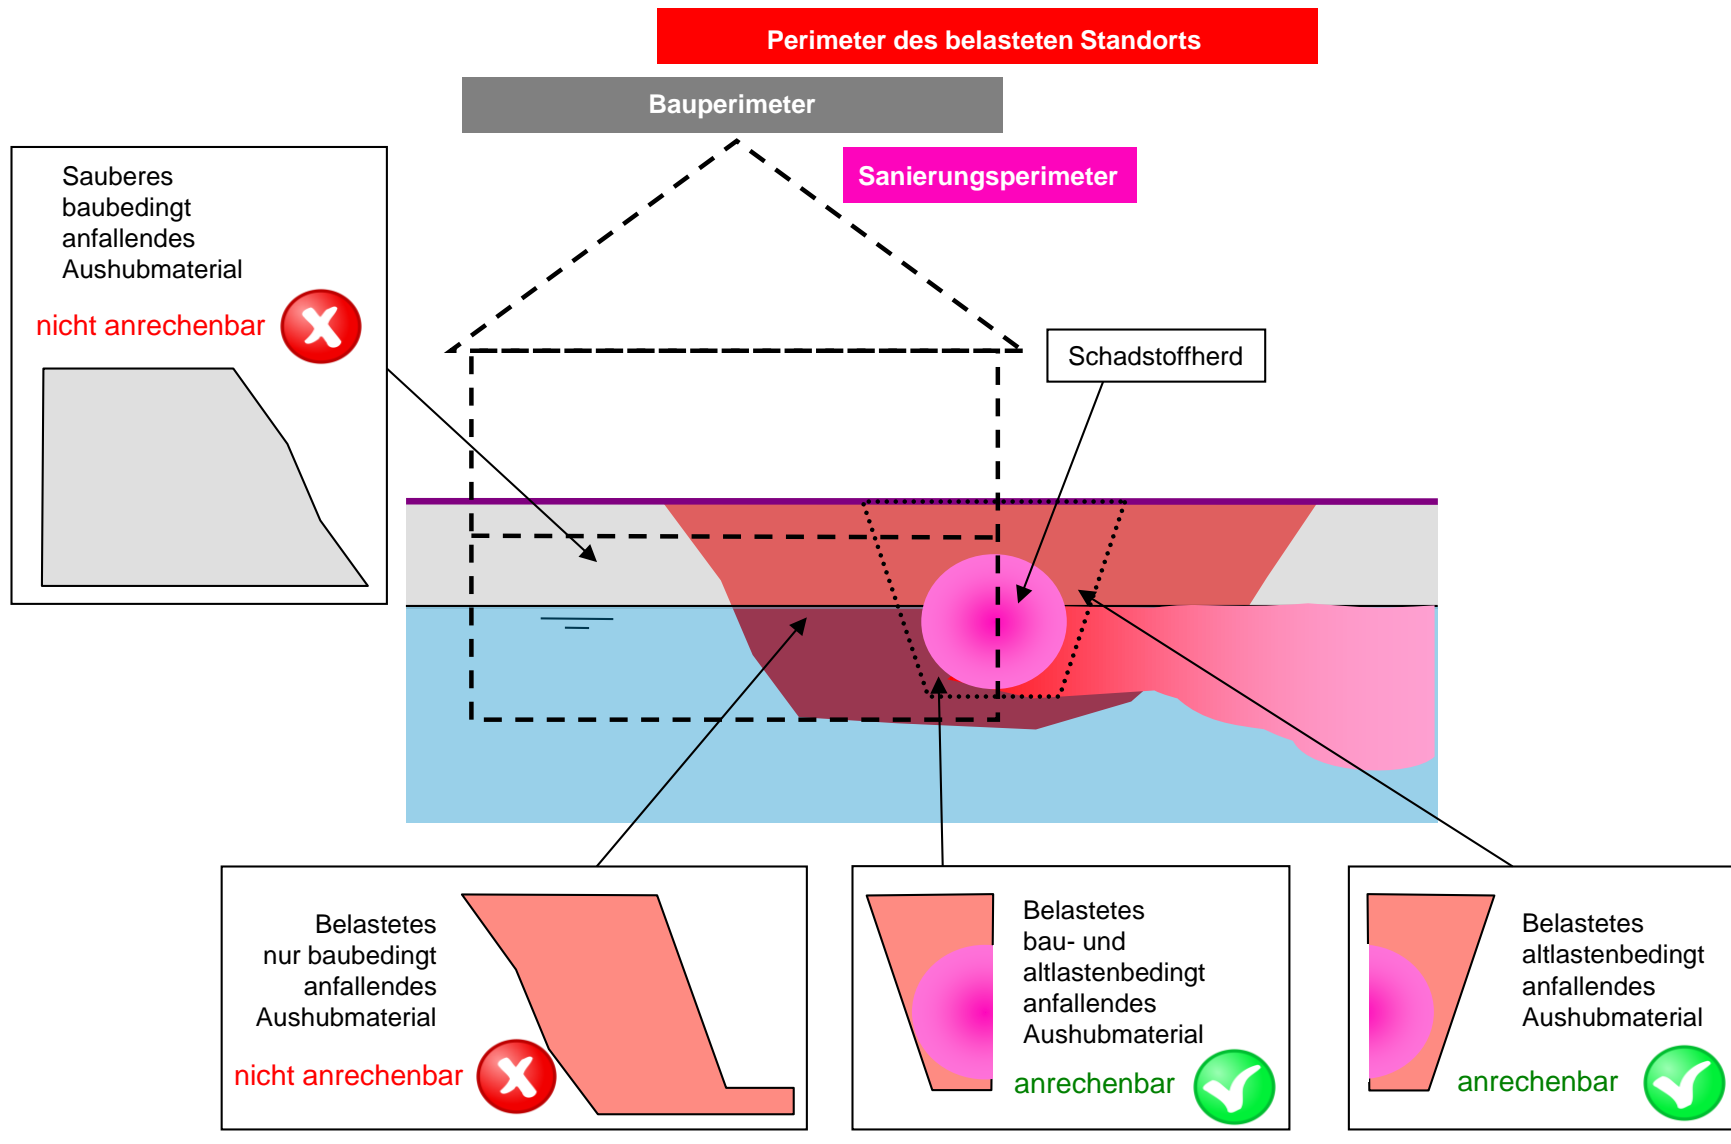 Perimeter des belasteten Standorts
Bauperimeter
Sanierungsperimeter
Sauberes
baubedingt
anfallendes
Aushubmaterial
nicht anrechenbar
Schadstoffherd
Belastetes
nur baubedingt
anfallendes
Aushubmaterial
nicht anrechenbar
Belastetes
bau- und
altlastenbedingt
anfallendes
Aushubmaterial
anrechenbar
Belastetes
altlastenbedingt
anfallendes
Aushubmaterial
anrechenbar